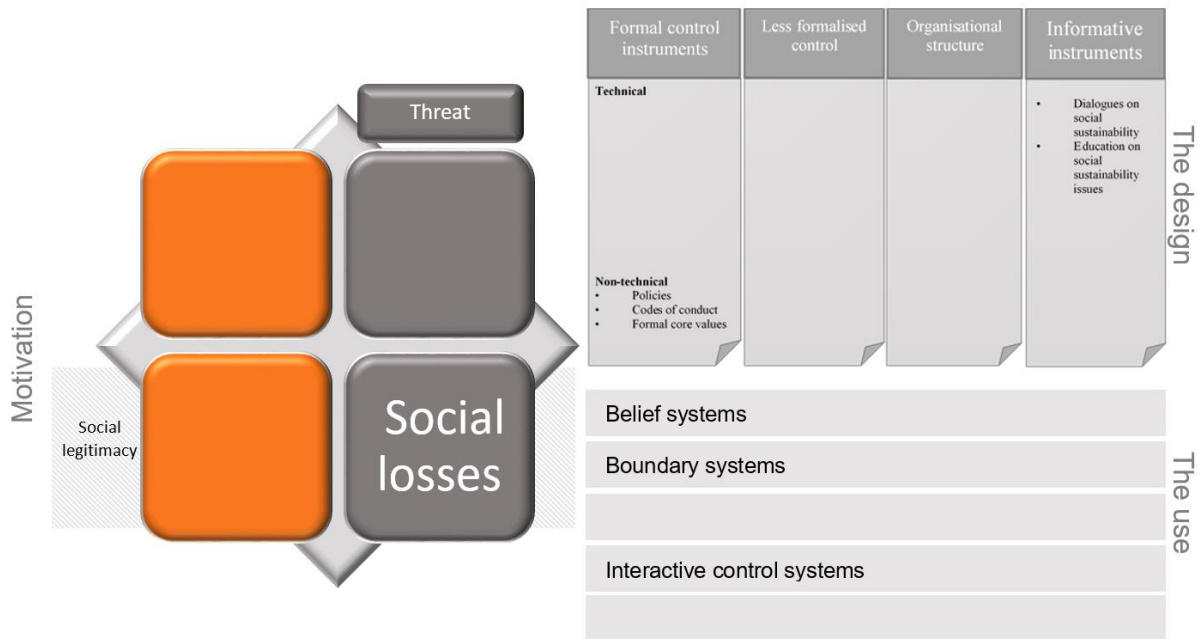 Motivation
Threat
Social
legitimacy
Social
losses
Formal control
instruments
Technical
Non-technical
• Policies
• Codes of conduct
• Formal core values
Less formalised
control
Organisational
structure
Informative
instruments
• Dialogues on
social
sustainability
• Education on
social
sustainability
issues
The design
Belief systems
Boundary systems
Interactive control systems
The use